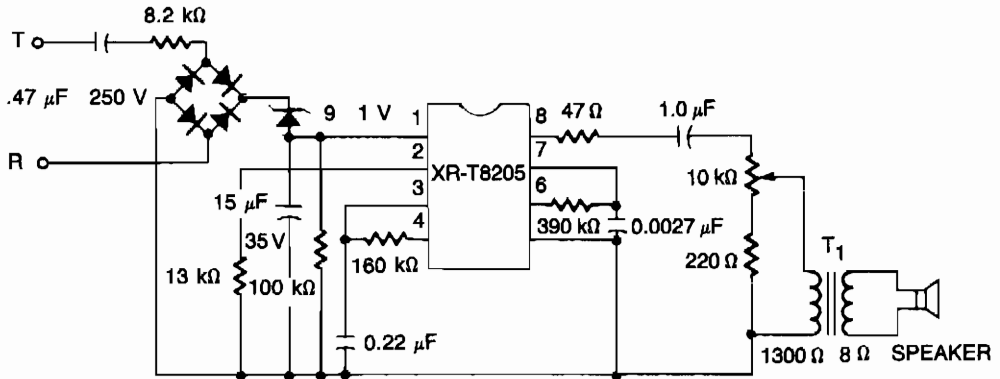 8.2 kΩ
T
.47 µF 250 V
R
9 1 V
1
2
3
4
XR-T8205
8
7
6
47 Ω
1.0 µF
10 kΩ
15 µF
35 V
390 kΩ
0.0027 µF
160 kΩ
220 Ω
T1
13 kΩ
100 kΩ
0.22 µF
1300 Ω
8 Ω
SPEAKER